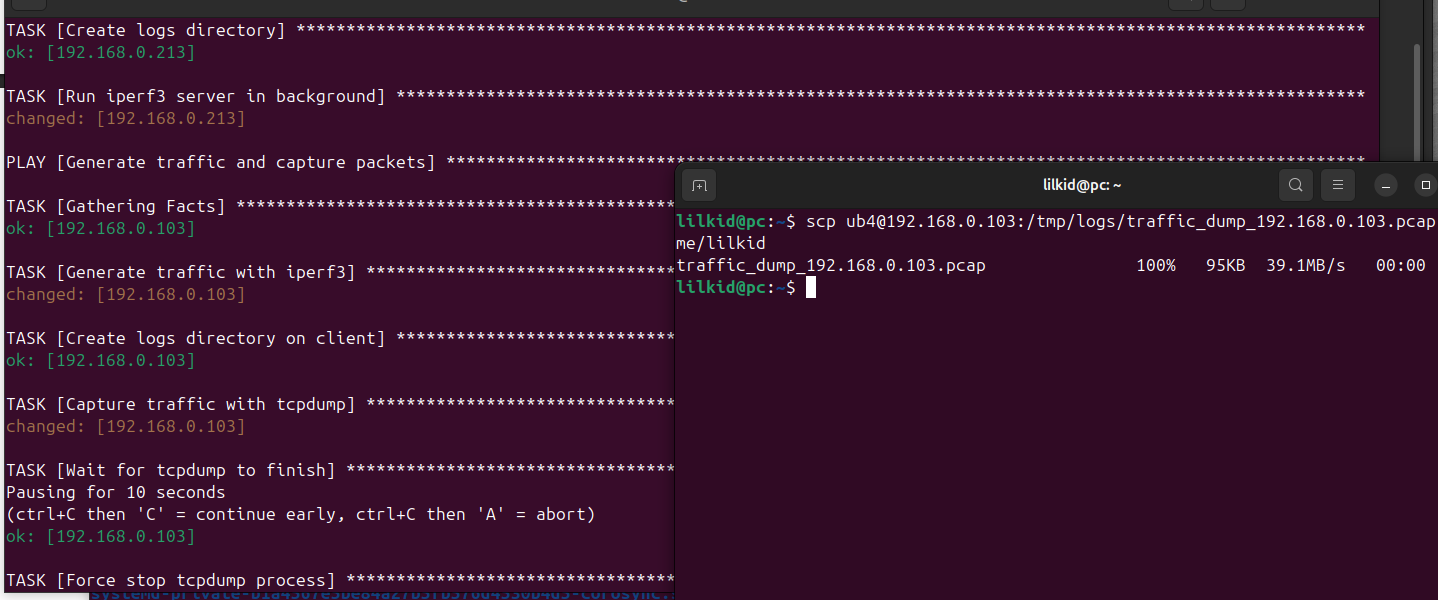 TASK [Create logs directory] ***********************************************************************************************************
ok: [192.168.0.213]
TASK [Run iperf3 server in background] *************************************************************************************************
changed: [192.168.0.213]
PLAY [Generate traffic and capture packets] ********************************************************************************************
TASK [Gathering Facts] ********************************************
ok: [192.168.0.103]
TASK [Generate traffic with iperf3] *******************************
changed: [192.168.0.103]
TASK [Create logs directory on client] ****************************
ok: [192.168.0.103]
TASK [Capture traffic with tcpdump] *******************************
changed: [192.168.0.103]
TASK [Wait for tcpdump to finish] *********************************
Pausing for 10 seconds
(ctrl+C then 'C' = continue early, ctrl+C then 'A' = abort)
ok: [192.168.0.103]
TASK [Force stop tcpdump process] *********************************
lilkid@pc: ~
lilkid@pc:~$ scp ub4@192.168.0.103:/tmp/logs/traffic_dump_192.168.0.103.pcap
me/lilkid
traffic_dump_192.168.0.103.pcap 100% 95KB 39.1MB/s 00:00
lilkid@pc:~$